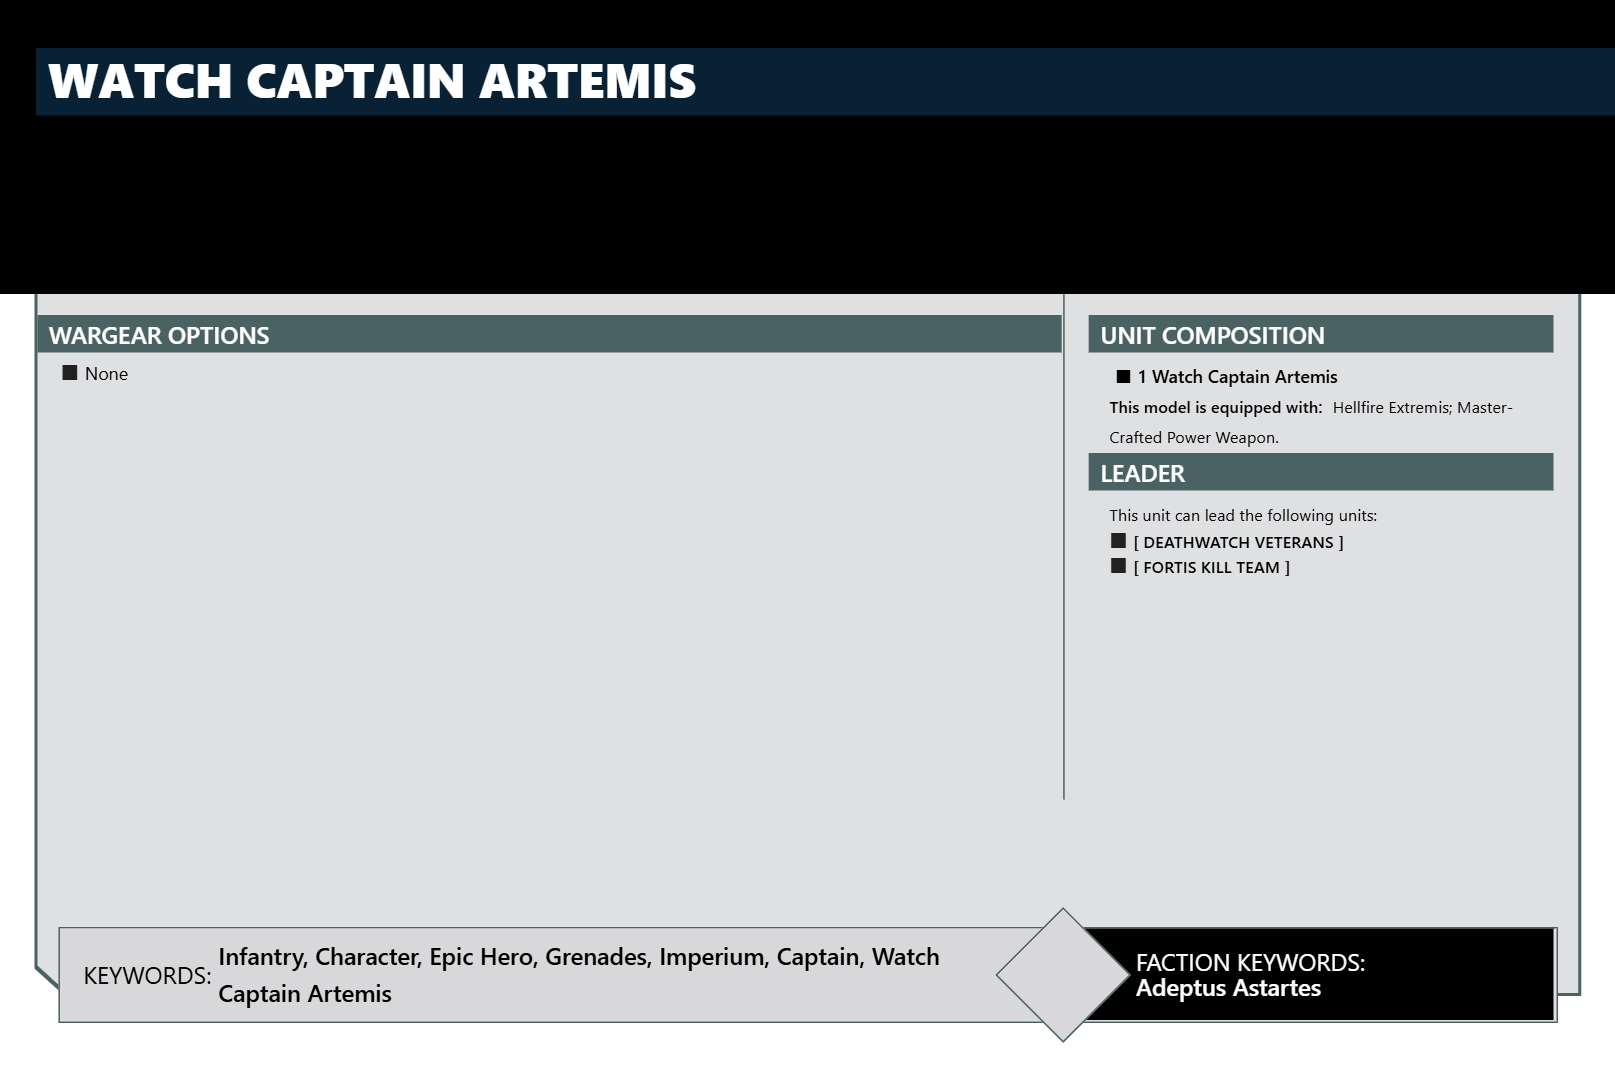 WATCH CAPTAIN ARTEMIS
WARGEAR OPTIONS
■ None
UNIT COMPOSITION
■ 1 Watch Captain Artemis
This model is equipped with: Hellfire Extremis; Master-
Crafted Power Weapon.
LEADER
This unit can lead the following units:
■ [ DEATHWATCH VETERANS ]
■ [ FORTIS KILL TEAM ]
KEYWORDS: Infantry, Character, Epic Hero, Grenades, Imperium, Captain, Watch
Captain Artemis
FACTION KEYWORDS:
Adeptus Astartes